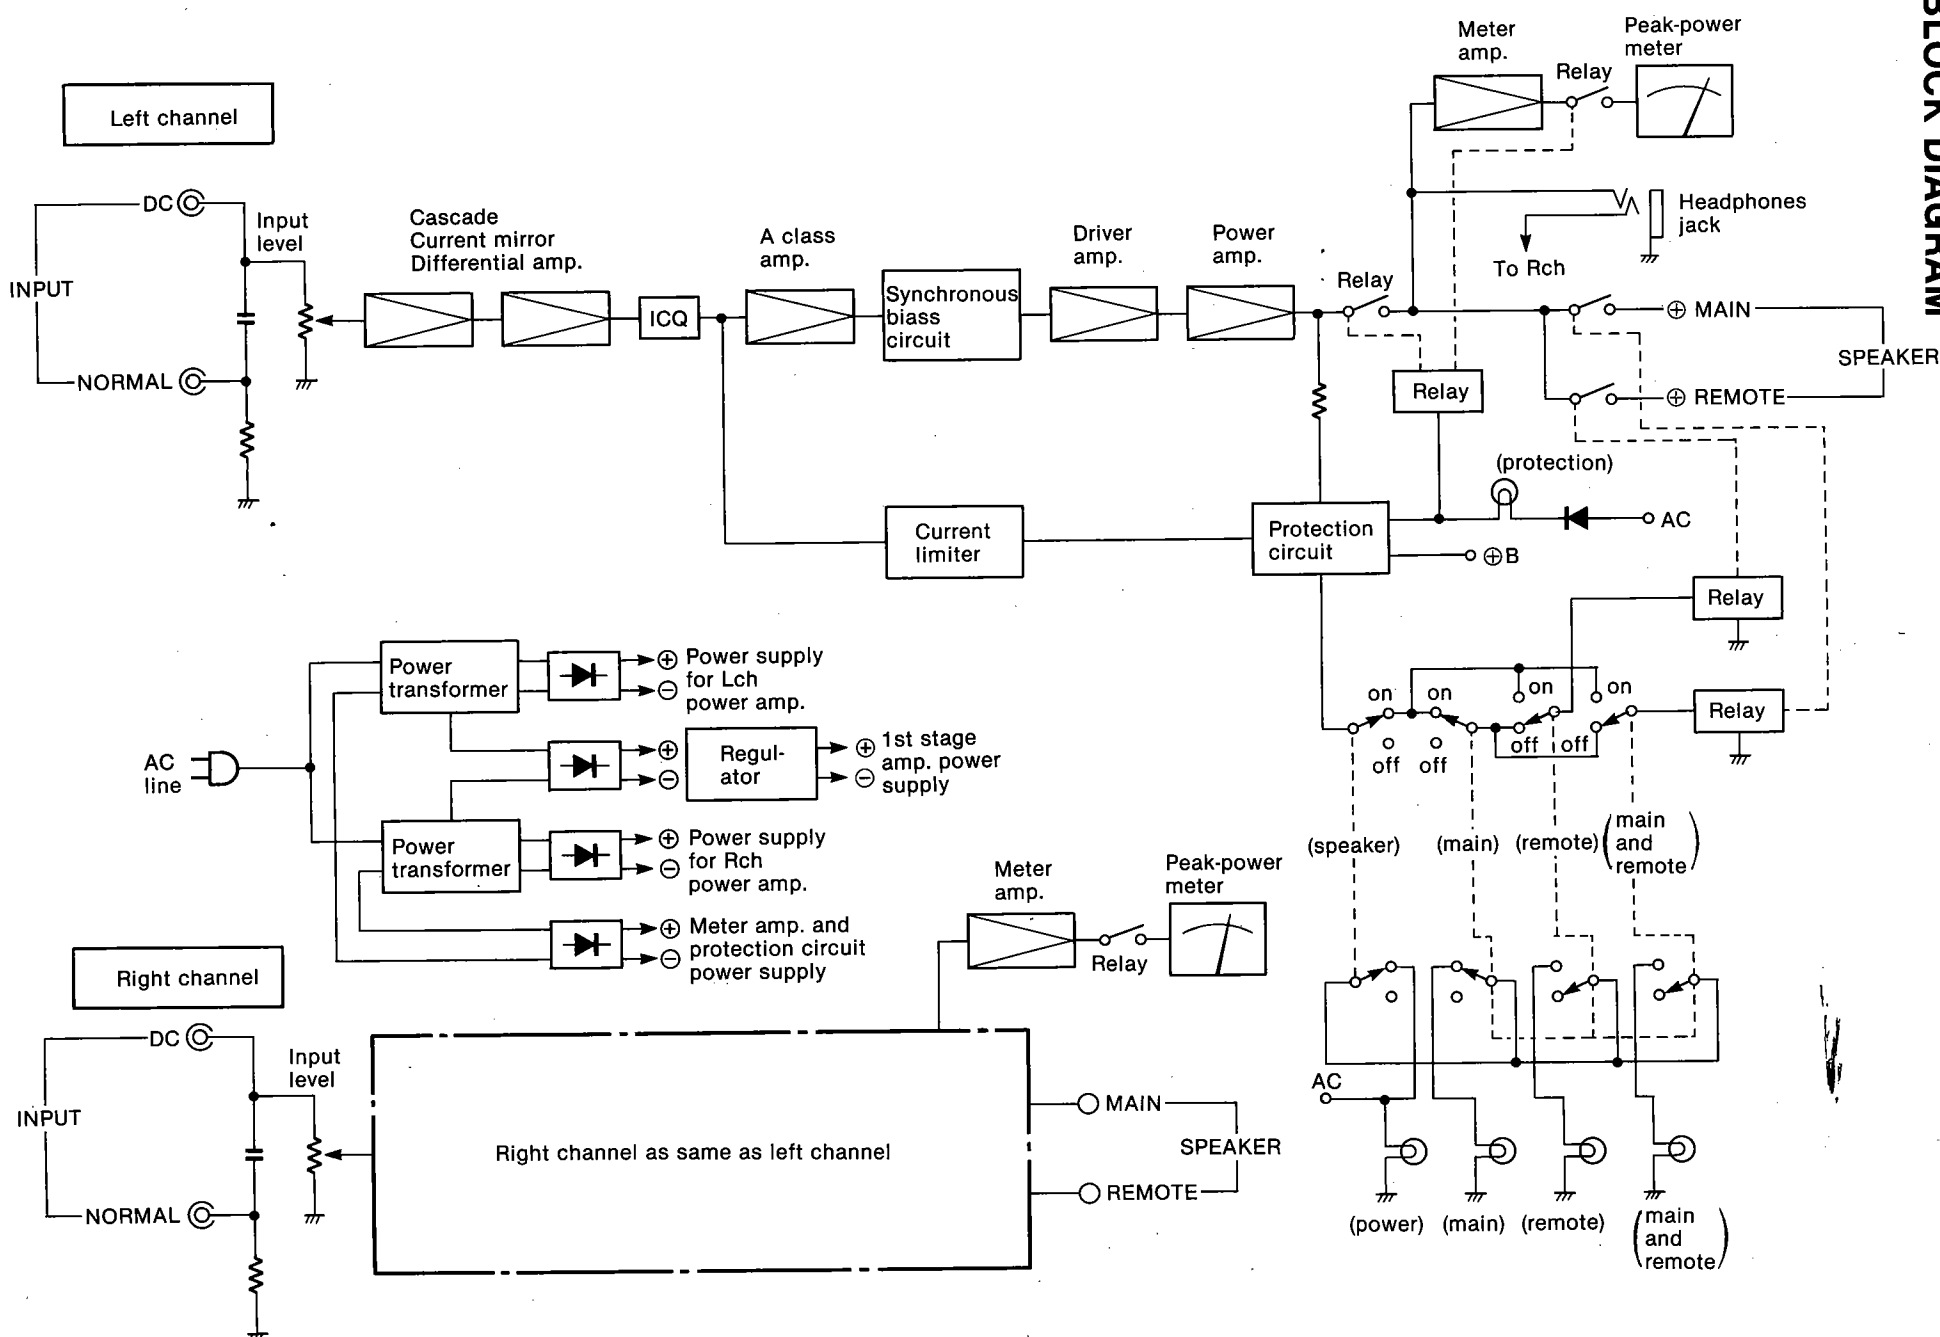 BLOCK DIAGRAM
Left channel
DC
INPUT
NORMAL
Input
level
Cascade
Current mirror
Differential amp.
ICQ
A class
amp.
Synchronous
biass
circuit
Driver
amp.
Power
amp.
Relay
Meter
amp.
Relay
Peak-power
meter
Headphones
jack
To Rch
⊕ MAIN
SPEAKER
⊕ REMOTE
Relay
(protection)
AC
⊕B
Current
limiter
Protection
circuit
Relay
Relay
on
on
on
on
off
off
off
off
(speaker)
(main)
(remote)
(main
and
remote)
AC
line
Power
transformer
⊕ Power supply
for Lch
⊖ power amp.
⊕
⊖
Regul-
ator
⊕ 1st stage
amp. power
⊖ supply
Power
transformer
⊕ Power supply
for Rch
⊖ power amp.
⊕ Meter amp. and
protection circuit
⊖ power supply
Meter
amp.
Relay
Peak-power
meter
Right channel
DC
INPUT
NORMAL
Input
level
Right channel as same as left channel
MAIN
SPEAKER
REMOTE
AC
(power)
(main)
(remote)
(main
and
remote)